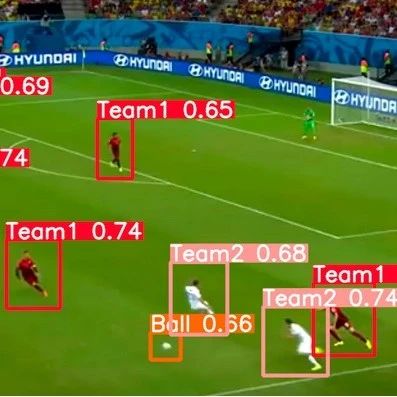 HYUNDAI
HYUNDAI
HYUNDAI
HYUNDAI
HYUNDAI
0.69
Team1 0.65
74
Team1 0.74
Team2 0.68
Team1
Team2 0.74
Ball 0.66